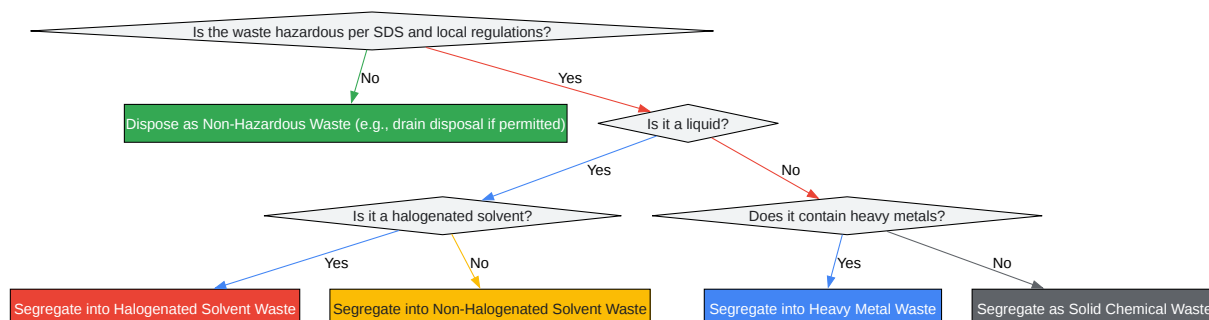 Is the waste hazardous per SDS and local regulations?
No
Yes
Dispose as Non-Hazardous Waste (e.g., drain disposal if permitted)
Is it a liquid?
Yes
No
Is it a halogenated solvent?
Does it contain heavy metals?
Yes
No
Yes
No
Segregate into Halogenated Solvent Waste
Segregate into Non-Halogenated Solvent Waste
Segregate into Heavy Metal Waste
Segregate as Solid Chemical Waste